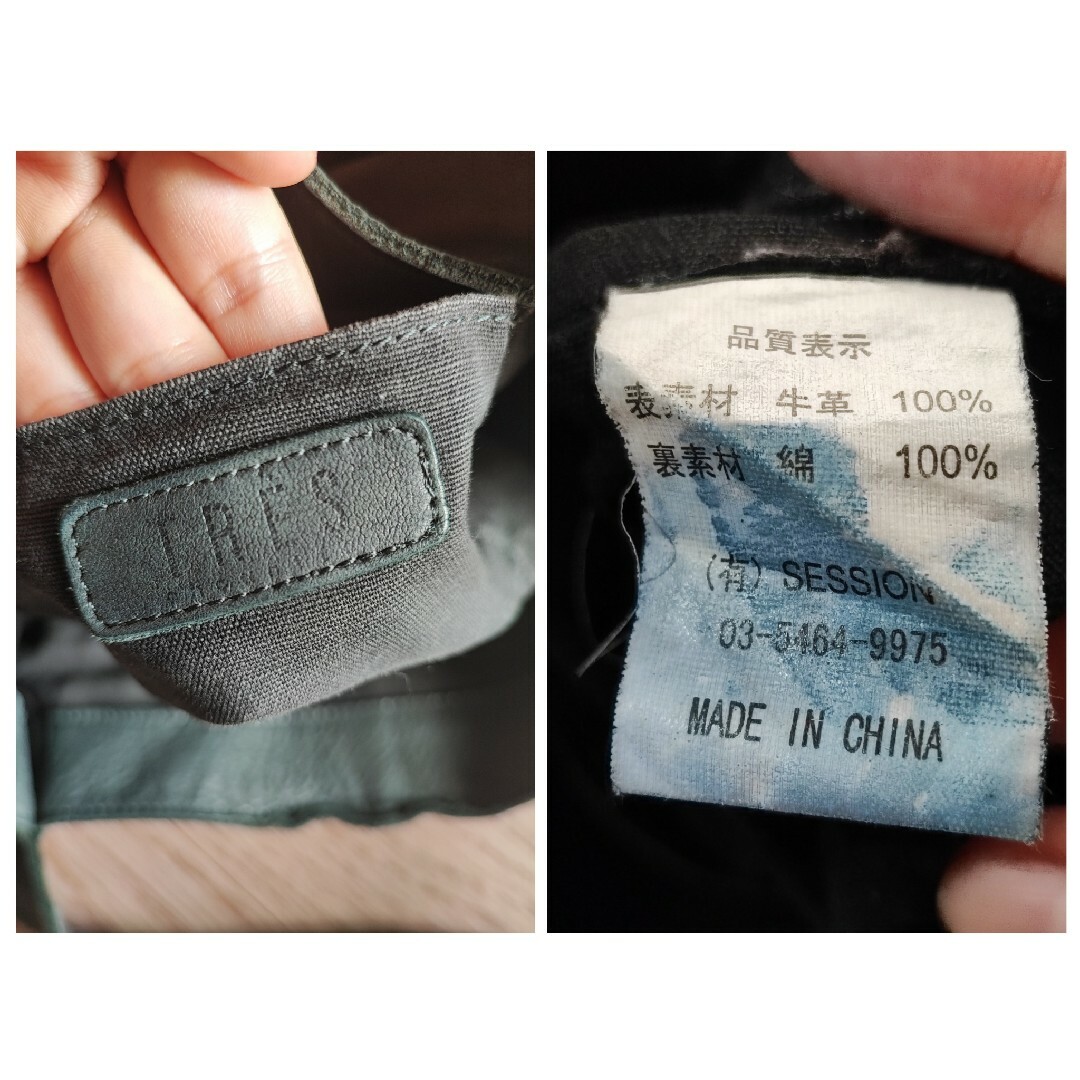 TRES
品質表示
表素材 牛革 100%
裏素材 綿 100%
(有) SESSION
03-5464-9975
MADE IN CHINA